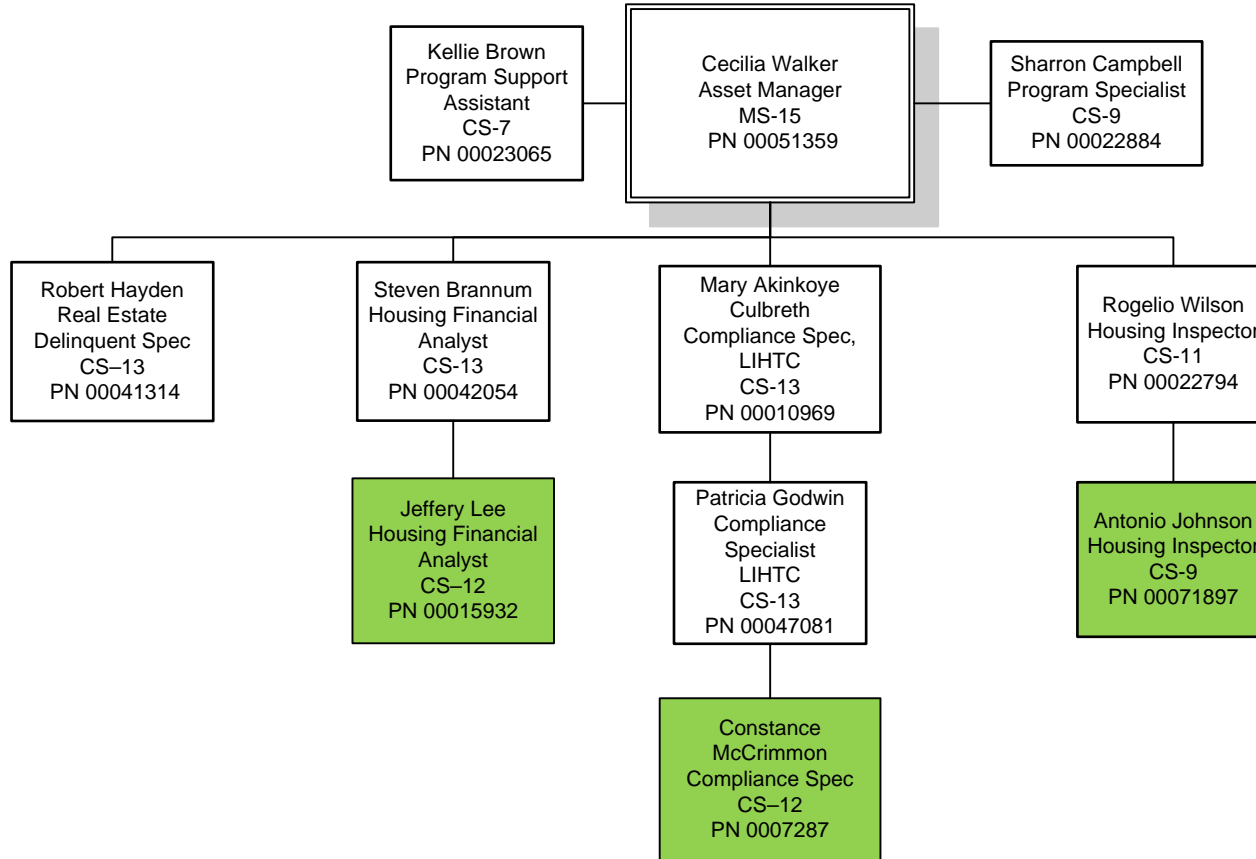 Kellie Brown
Program Support
Assistant
CS-7
PN 00023065
Cecilia Walker
Asset Manager
MS-15
PN 00051359
Sharron Campbell
Program Specialist
CS-9
PN 00022884
Robert Hayden
Real Estate
Delinquent Spec
CS–13
PN 00041314
Steven Brannum
Housing Financial
Analyst
CS-13
PN 00042054
Mary Akinkoye
Culbreth
Compliance Spec,
LIHTC
CS-13
PN 00010969
Rogelio Wilson
Housing Inspector
CS-11
PN 00022794
Jeffery Lee
Housing Financial
Analyst
CS–12
PN 00015932
Patricia Godwin
Compliance
Specialist
LIHTC
CS-13
PN 00047081
Antonio Johnson
Housing Inspector
CS-9
PN 00071897
Constance
McCrimmon
Compliance Spec
CS–12
PN 0007287